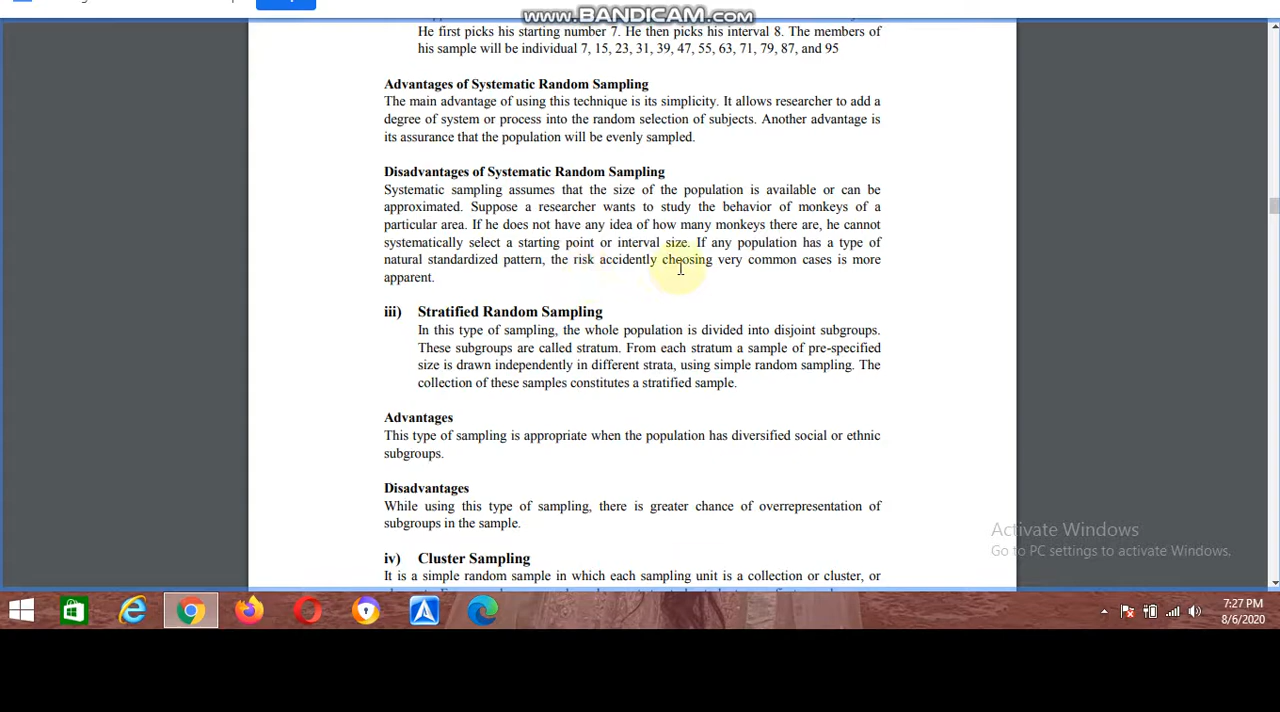 www.BANDICAM.com
He first picks his starting number 7. He then picks his interval 8. The members of
his sample will be individual 7, 15, 23, 31, 39, 47, 55, 63, 71, 79, 87, and 95
Advantages of Systematic Random Sampling
The main advantage of using this technique is its simplicity. It allows researcher to add a
degree of system or process into the random selection of subjects. Another advantage is
its assurance that the population will be evenly sampled.
Disadvantages of Systematic Random Sampling
Systematic sampling assumes that the size of the population is available or can be
approximated. Suppose a researcher wants to study the behavior of monkeys of a
particular area. If he does not have any idea of how many monkeys there are, he cannot
systematically select a starting point or interval size. If any population has a type of
natural standardized pattern, the risk accidently choosing very common cases is more
apparent.
iii) Stratified Random Sampling
In this type of sampling, the whole population is divided into disjoint subgroups.
These subgroups are called stratum. From each stratum a sample of pre-specified
size is drawn independently in different strata, using simple random sampling. The
collection of these samples constitutes a stratified sample.
Advantages
This type of sampling is appropriate when the population has diversified social or ethnic
subgroups.
Disadvantages
While using this type of sampling, there is greater chance of overrepresentation of
subgroups in the sample.
iv) Cluster Sampling
It is a simple random sample in which each sampling unit is a collection or cluster, or
Activate Windows
Go to PC settings to activate Windows.
7:27 PM
8/6/2020